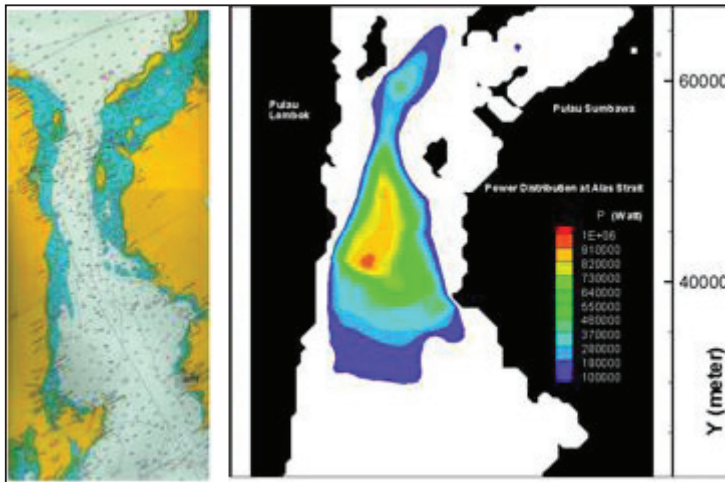 Pulau
Lombok
Pulau Sumbawa
Power Distribution at Alas Strait
P (Watt)
1E+06
910000
820000
730000
640000
550000
460000
370000
280000
190000
100000
60000
40000
Y (meter)